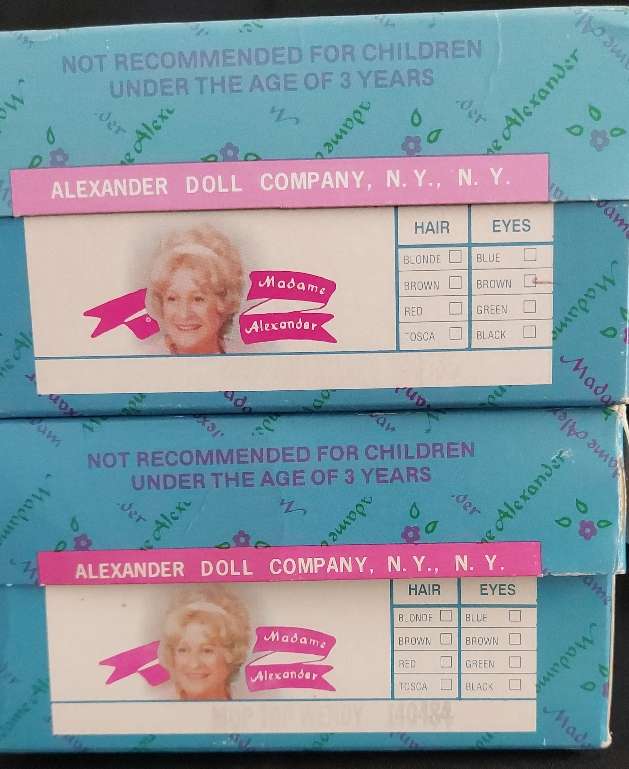 NOT RECOMMENDED FOR CHILDREN
UNDER THE AGE OF 3 YEARS
ALEXANDER DOLL COMPANY, N.Y., N.Y.
Madame
Alexander
HAIR EYES
BLONDE BLUE
BROWN BROWN
RED GREEN
TOSCA BLACK
NOT RECOMMENDED FOR CHILDREN
UNDER THE AGE OF 3 YEARS
ALEXANDER DOLL COMPANY, N.Y., N.Y.
Madame
Alexander
HAIR EYES
BLONDE BLUE
BROWN BROWN
RED GREEN
TOSCA BLACK
140484